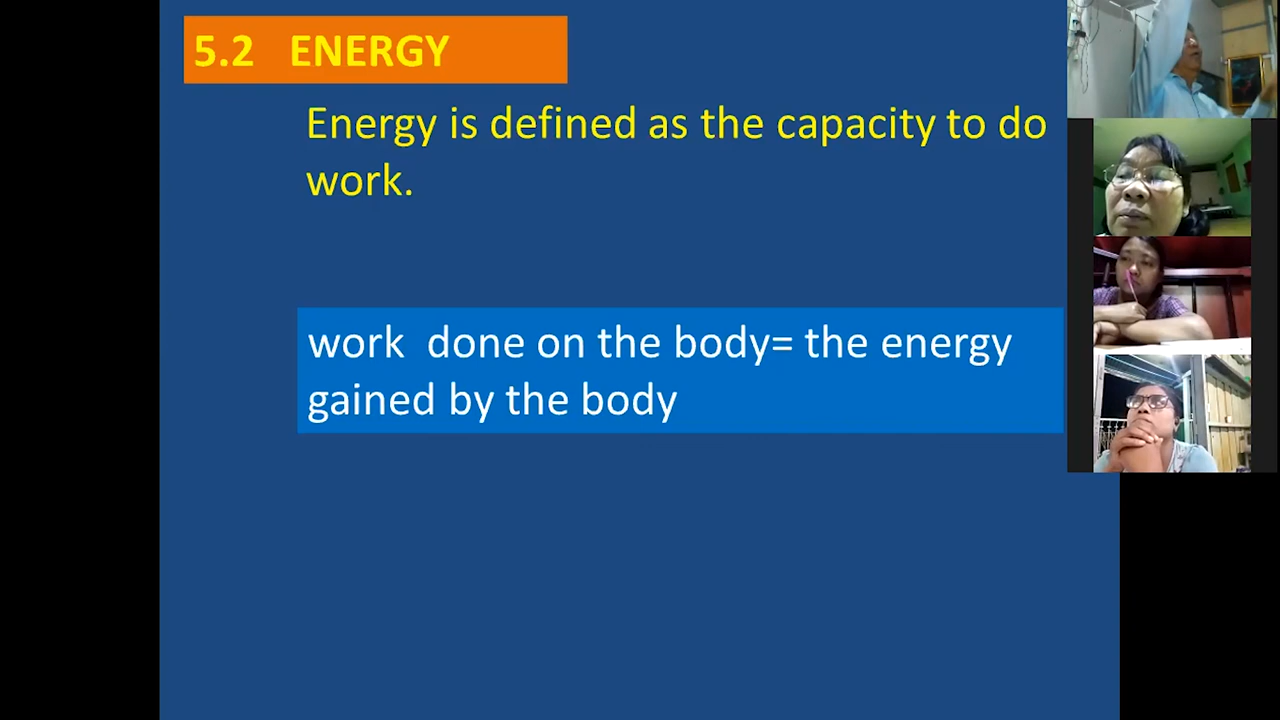 5.2 ENERGY
Energy is defined as the capacity to do
work.
work done on the body= the energy
gained by the body